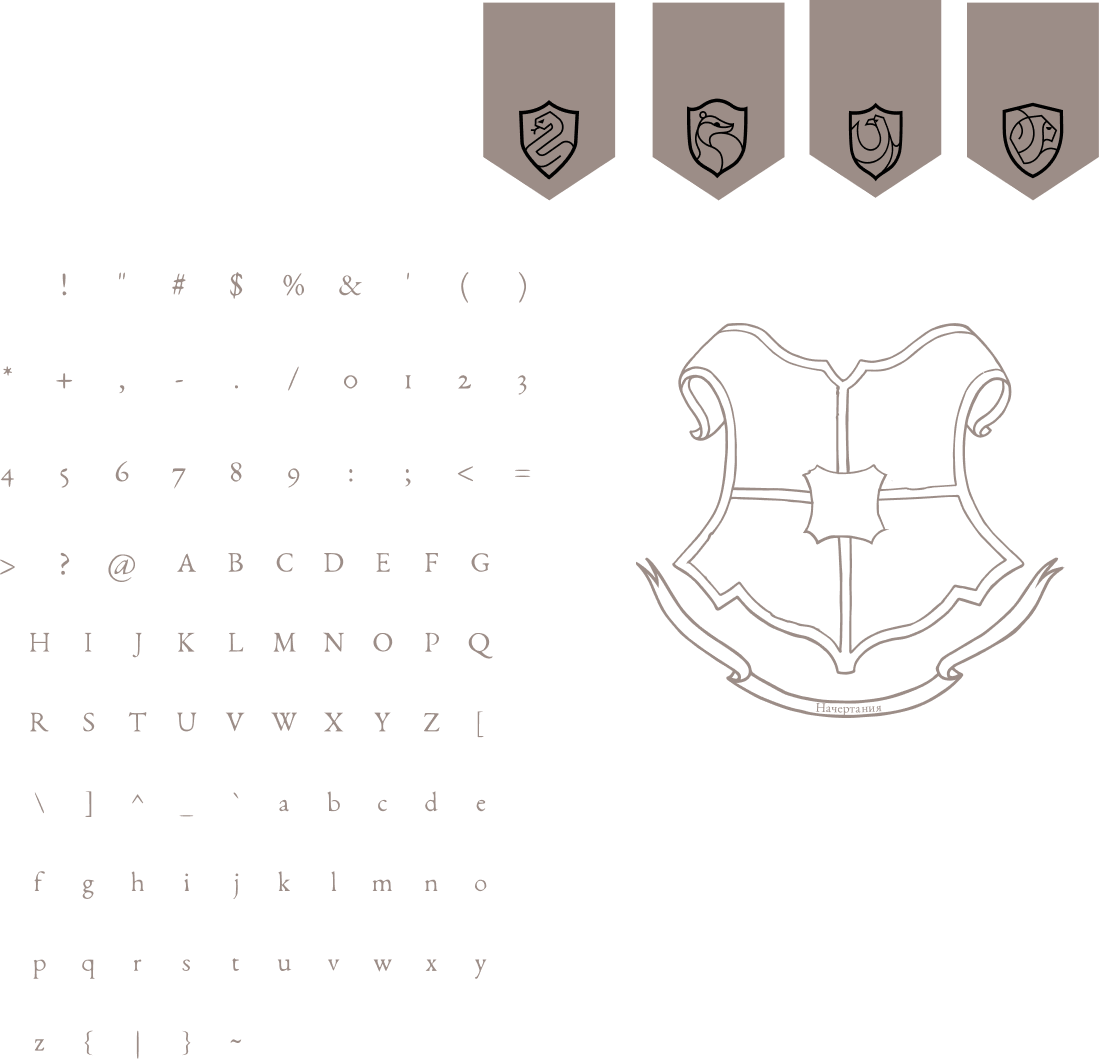 ! " # $ % & ' ( )
* + , - . / 0 1 2 3
4 5 6 7 8 9 : ; < =
> ? @ A B C D E F G
H I J K L M N O P Q
R S T U V W X Y Z [
\ ] ^ _ ` a b c d e
f g h i j k l m n o
p q r s t u v w x y
z { | } ~
Начертания